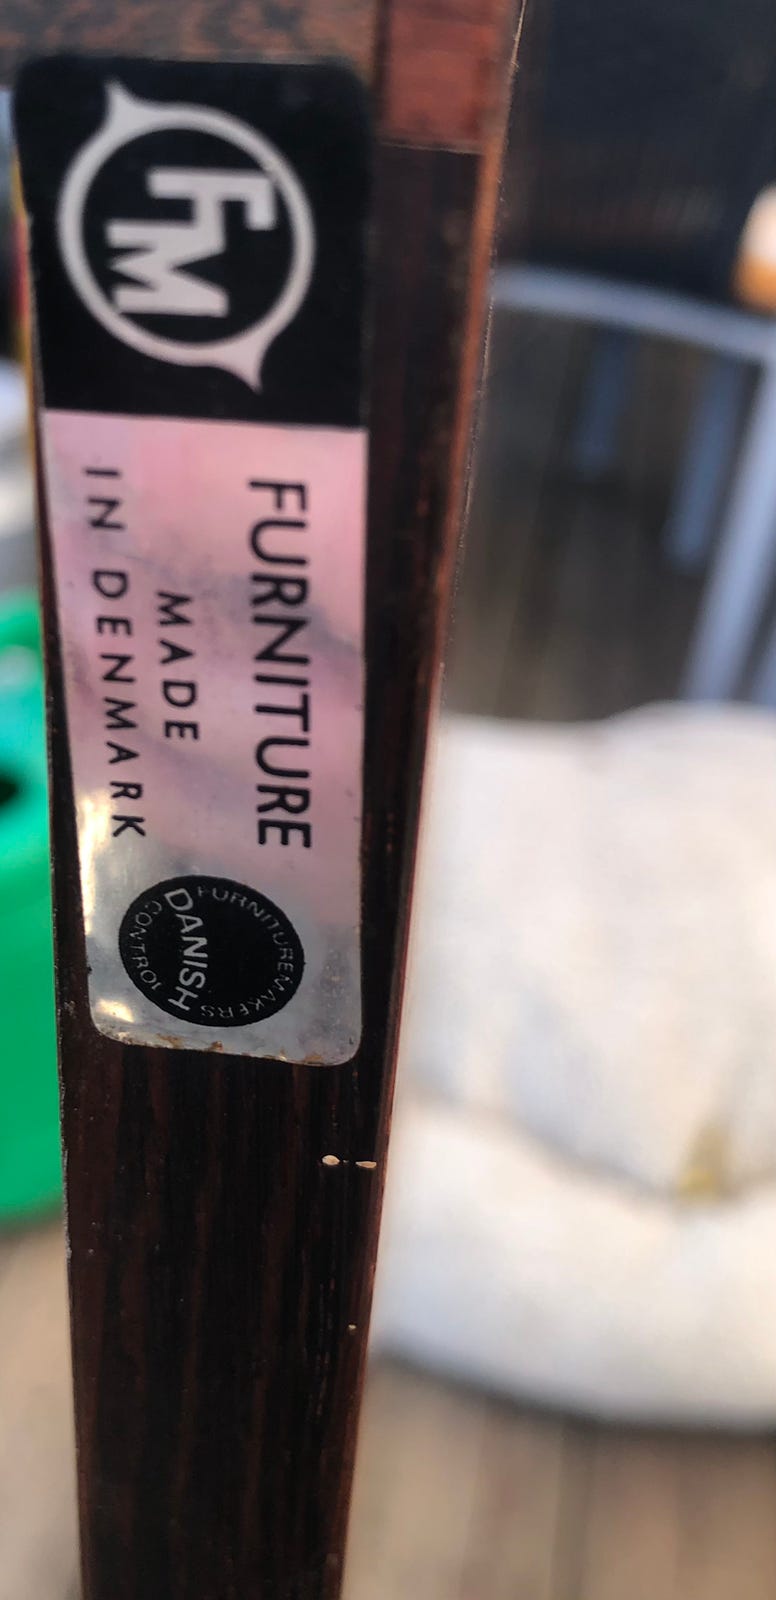 FM
FURNITURE
MADE
IN DENMARK
DANISH
FURNITUREMAKERS
CONTROL